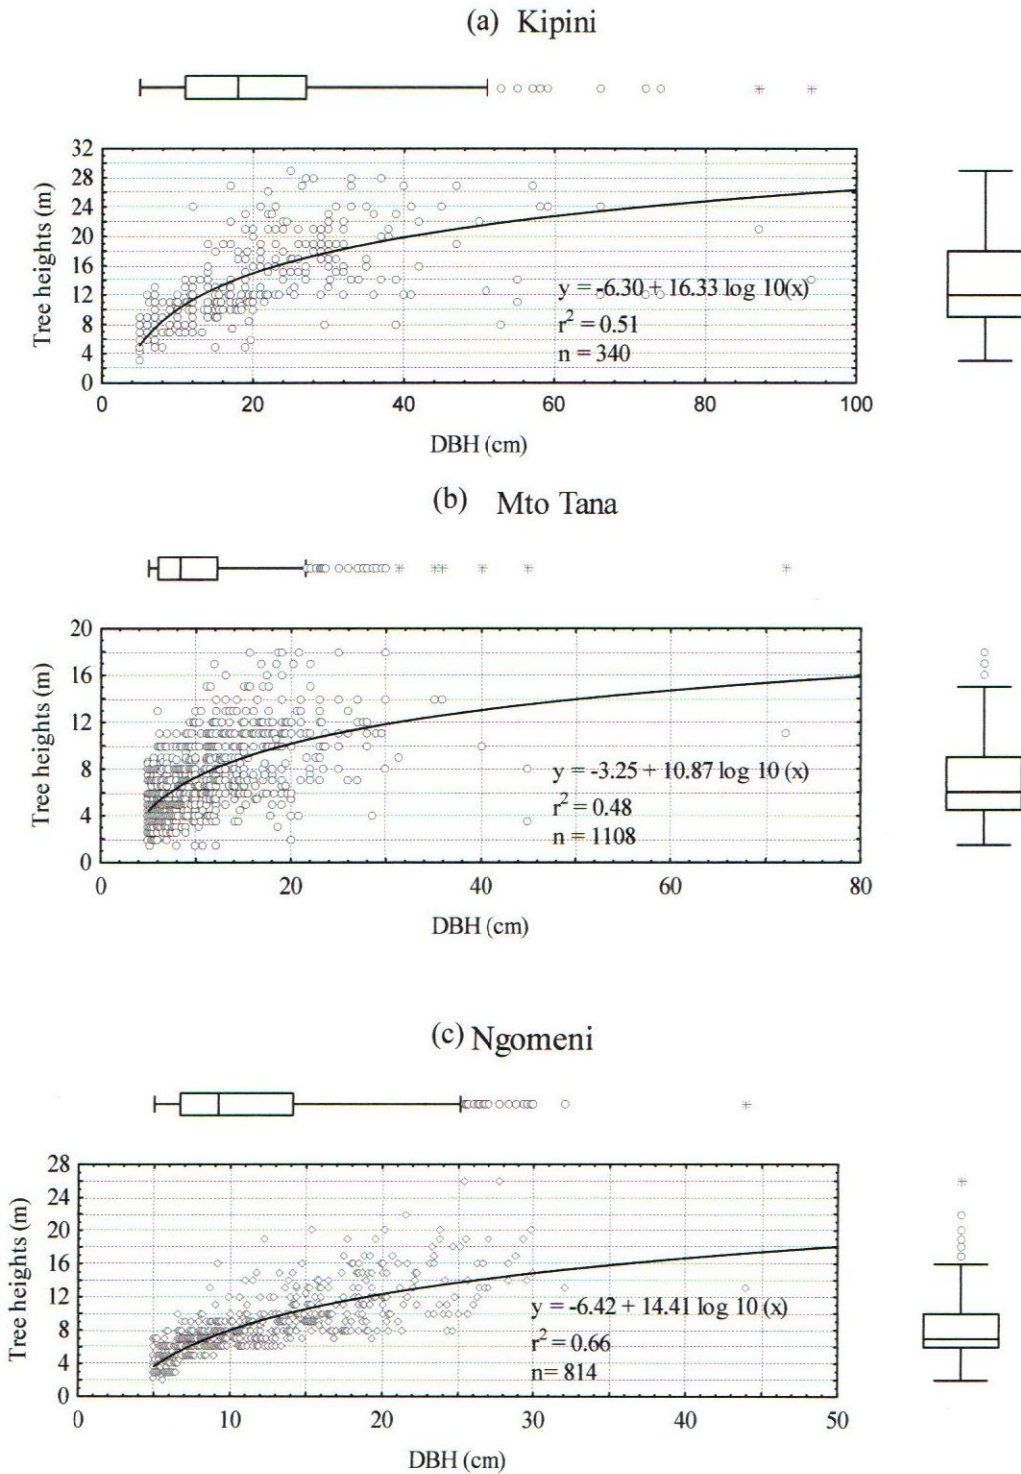 (a) Kipini
32
28
24
20
16
12
8
4
0
Tree heights (m)
y = -6.30 + 16.33 log 10(x)
r2 = 0.51
n = 340
0 20 40 60 80 100
DBH (cm)
(b) Mto Tana
20
16
12
8
4
0
Tree heights (m)
y = -3.25 + 10.87 log 10 (x)
r2 = 0.48
n = 1108
0 20 40 60 80
DBH (cm)
(c) Ngomeni
28
24
20
16
12
8
4
0
Tree heights (m)
y = -6.42 + 14.41 log 10 (x)
r2 = 0.66
n= 814
0 10 20 30 40 50
DBH (cm)